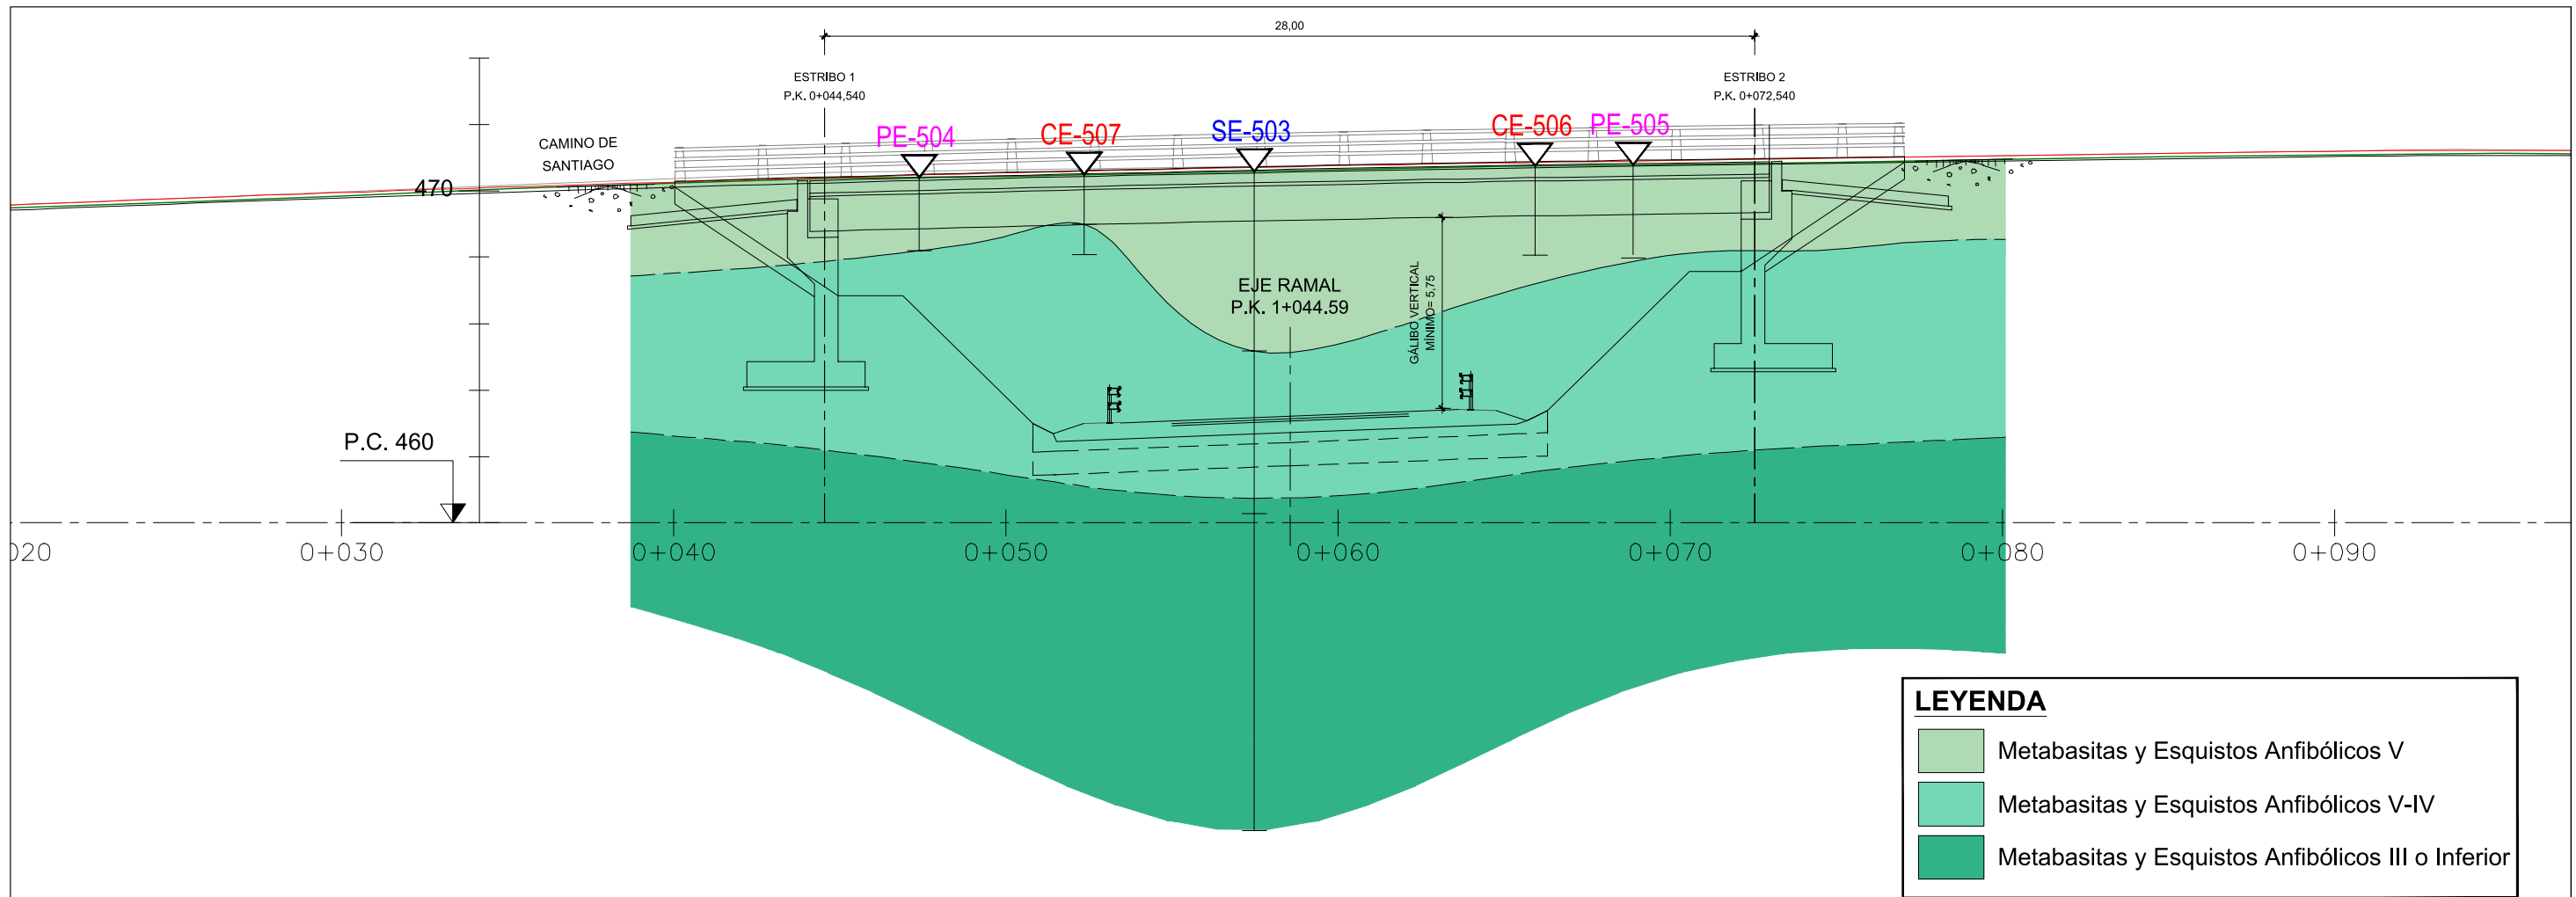 28,00
ESTRIBO 1
P.K. 0+044,540
ESTRIBO 2
P.K. 0+072,540
CAMINO DE
SANTIAGO
PE-504
CE-507
SE-503
CE-506
PE-505
470
EJE RAMAL
P.K. 1+044.59
GÁLIBO VERTICAL
MÍNIMO= 5,75
P.C. 460
020
0+030
0+040
0+050
0+060
0+070
0+080
0+090
LEYENDA
Metabasitas y Esquistos Anfibólicos V
Metabasitas y Esquistos Anfibólicos V-IV
Metabasitas y Esquistos Anfibólicos III o Inferior